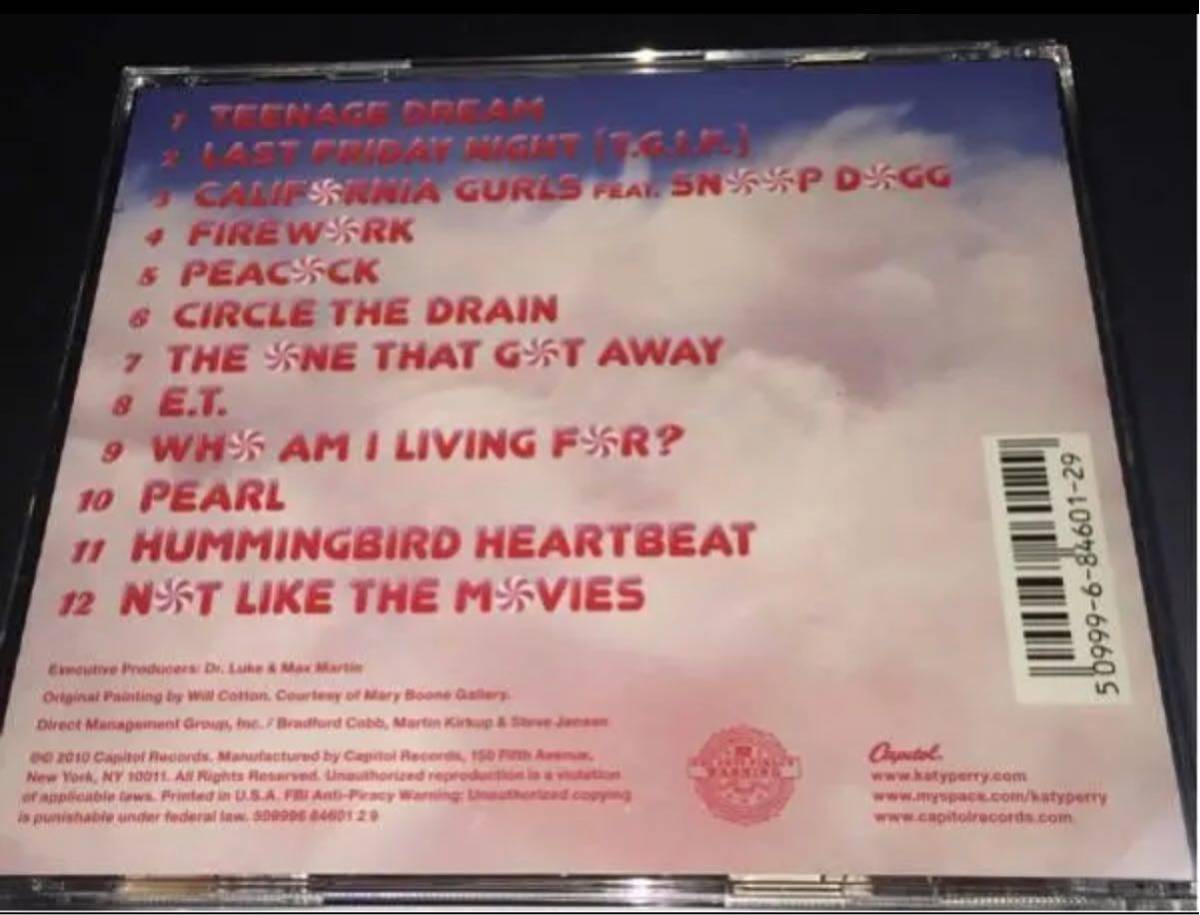 1 TEENAGE DREAM
2 LAST FRIDAY NIGHT (T.G.I.F.)
3 CALIFORNIA GURLS FEAT. SNOOP DOGG
4 FIREWORK
5 PEACOCK
6 CIRCLE THE DRAIN
7 THE ONE THAT GOT AWAY
8 E.T.
9 WHO AM I LIVING FOR?
10 PEARL
11 HUMMINGBIRD HEARTBEAT
12 NOT LIKE THE MOVIES
Executive Producers: Dr. Luke & Max Martin
Original Painting by Will Cotton. Courtesy of Mary Boone Gallery.
Direct Management Group, Inc. / Bradford Cobb, Martin Kirkup & Steve Jensen
℗© 2010 Capitol Records. Manufactured by Capitol Records, 150 Fifth Avenue,
New York, NY 10011. All Rights Reserved. Unauthorized reproduction is a violation
of applicable laws. Printed in U.S.A. FBI Anti-Piracy Warning: Unauthorized copying
is punishable under federal law. 509996 84601 2 9
WARNING
Capitol.
www.katyperry.com
www.myspace.com/katyperry
www.capitolrecords.com
5 0999-6-84601-29